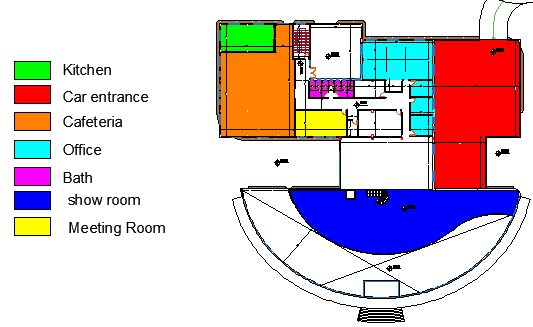 Kitchen
Car entrance
Cafeteria
Office
Bath
show room
Meeting Room